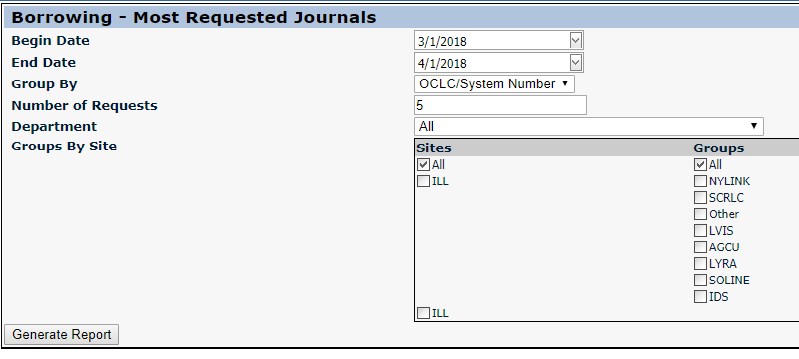 Borrowing - Most Requested Journals
Begin Date 3/1/2018
End Date 4/1/2018
Group By OCLC/System Number
Number of Requests 5
Department All
Groups By Site Sites Groups
All All
ILL NYLINK
SCRLC
Other
LVIS
AGCU
LYRA
SOLINE
IDS
ILL
Generate Report